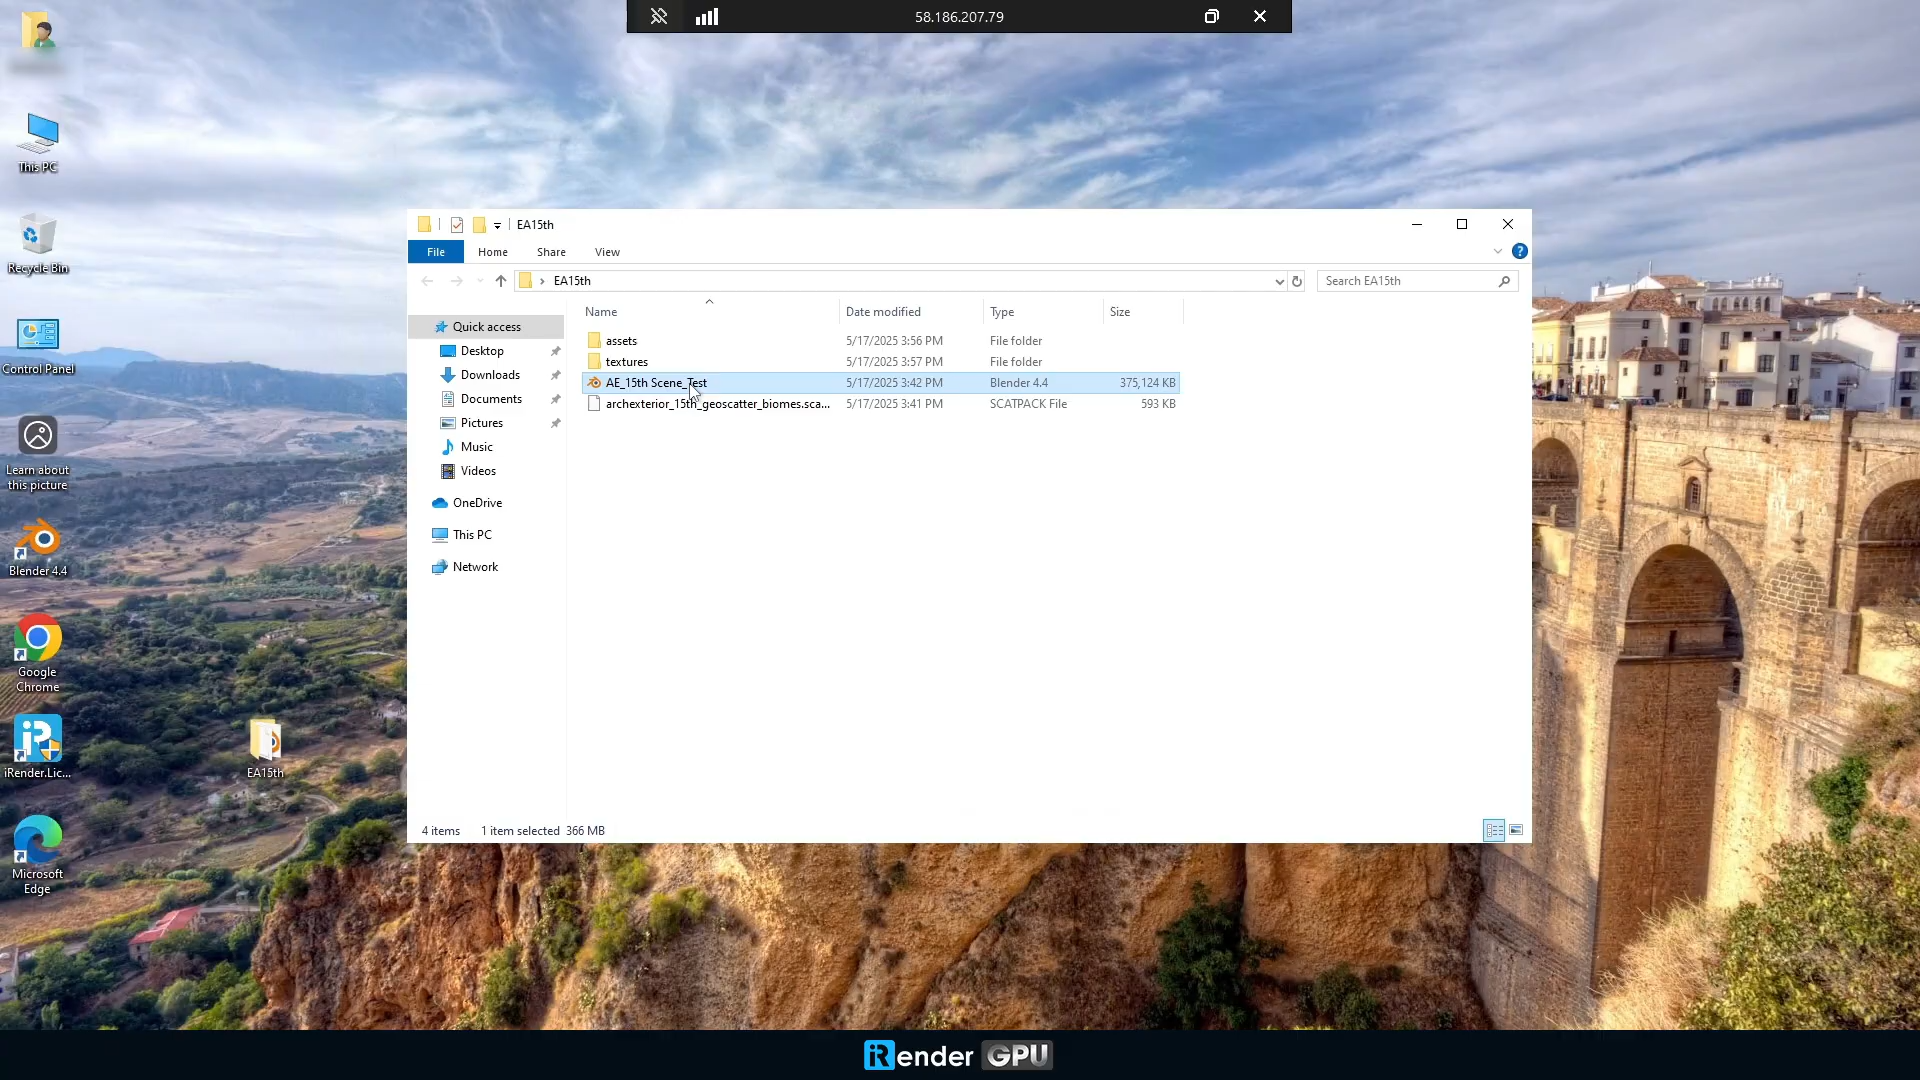 58.186.207.79
This PC
Recycle Bin
Control Panel
Learn about
this picture
Blender 4.4
Google
Chrome
iRender.Lic...
Microsoft
Edge
EA15th
EA15th
File
Home
Share
View
EA15th
Search EA15th
Name
Date modified
Type
Size
Quick access
Desktop
Downloads
Documents
Pictures
Music
Videos
OneDrive
This PC
Network
assets
5/17/2025 3:56 PM
File folder
textures
5/17/2025 3:57 PM
File folder
AE_15th Scene_Test
5/17/2025 3:42 PM
Blender 4.4
375,124 KB
archexterior_15th_geoscatter_biomes.sca...
5/17/2025 3:41 PM
SCATPACK File
593 KB
4 items
1 item selected 366 MB
iRender GPU